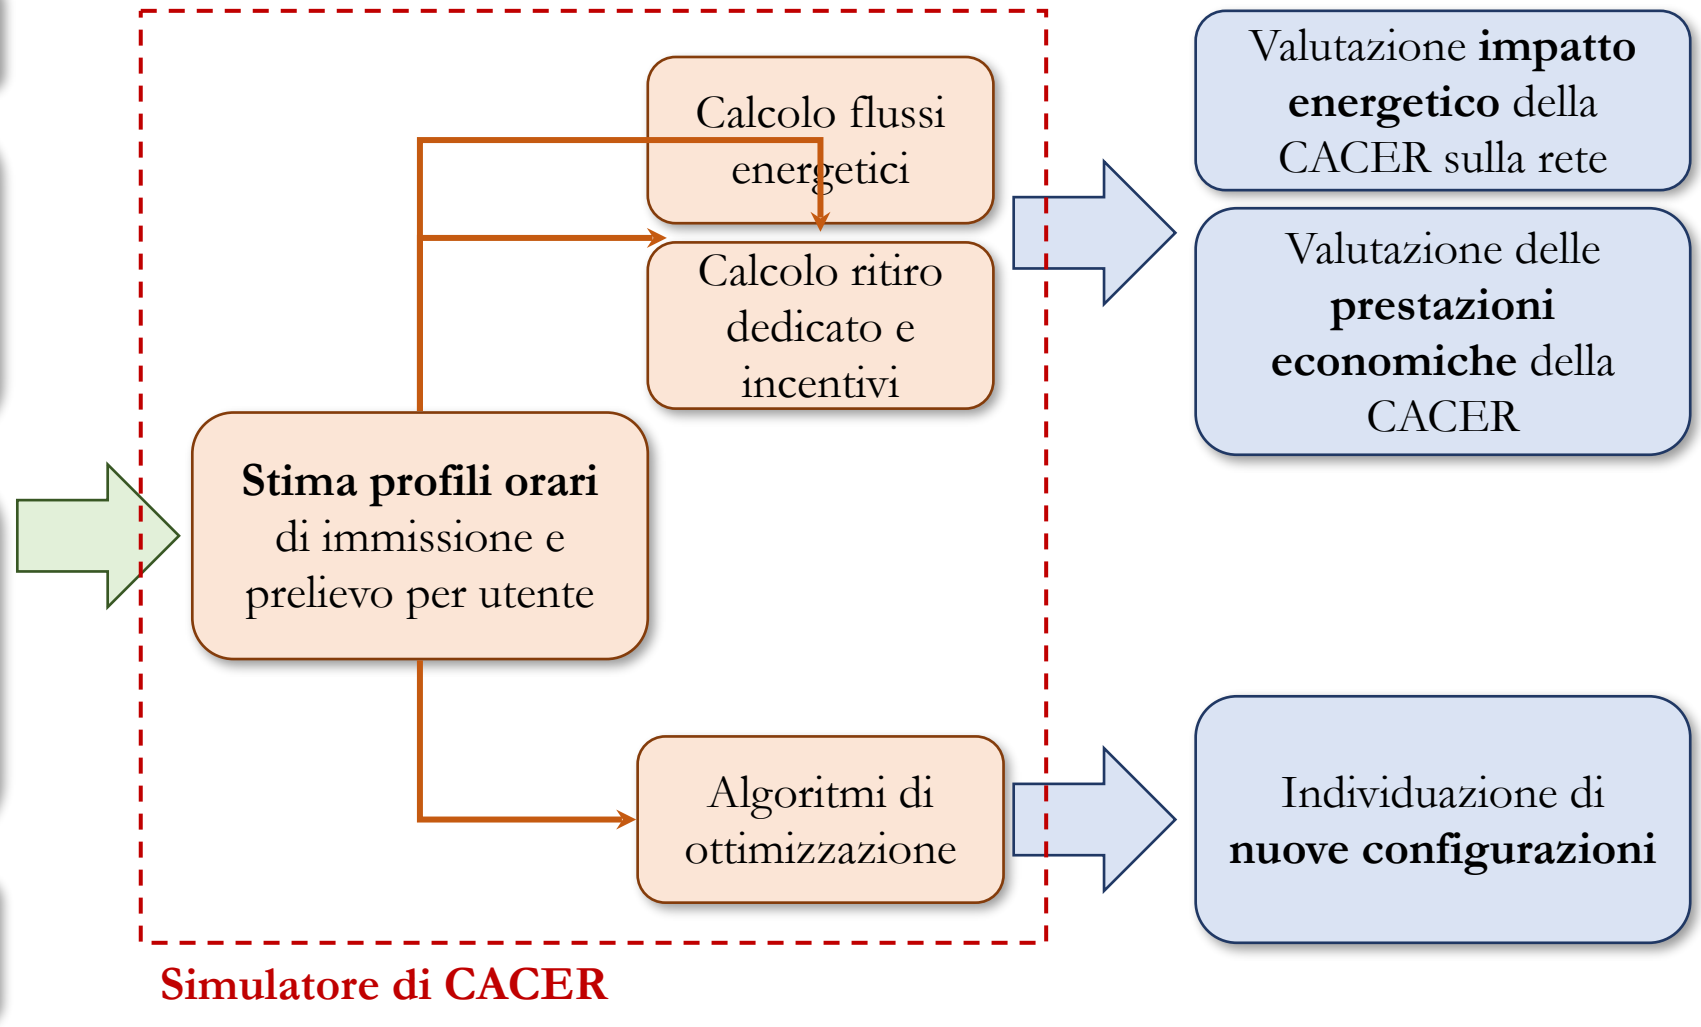 Calcolo flussi
energetici
Calcolo ritiro
dedicato e
incentivi
Stima profili orari
di immissione e
prelievo per utente
Algoritmi di
ottimizzazione
Valutazione impatto
energetico della
CACER sulla rete
Valutazione delle
prestazioni
economiche della
CACER
Individuazione di
nuove configurazioni
Simulatore di CACER